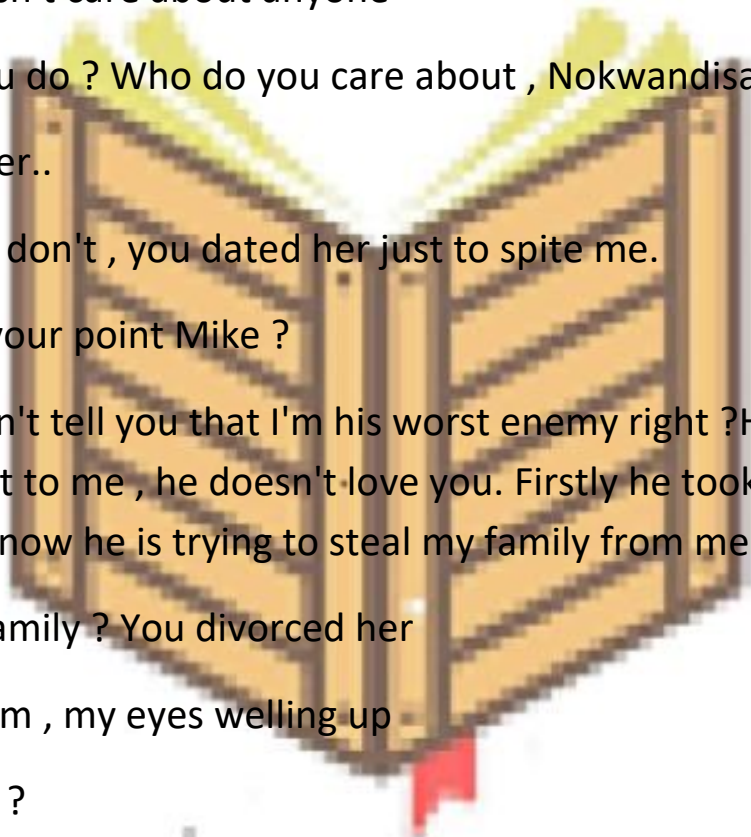 u do ? Who do you care about , Nokwandisa
er..
don't , you dated her just to spite me.
your point Mike ?
n't tell you that I'm his worst enemy right ?H
t to me , he doesn't love you. Firstly he took
now he is trying to steal my family from me
amily ? You divorced her
m , my eyes welling up
?